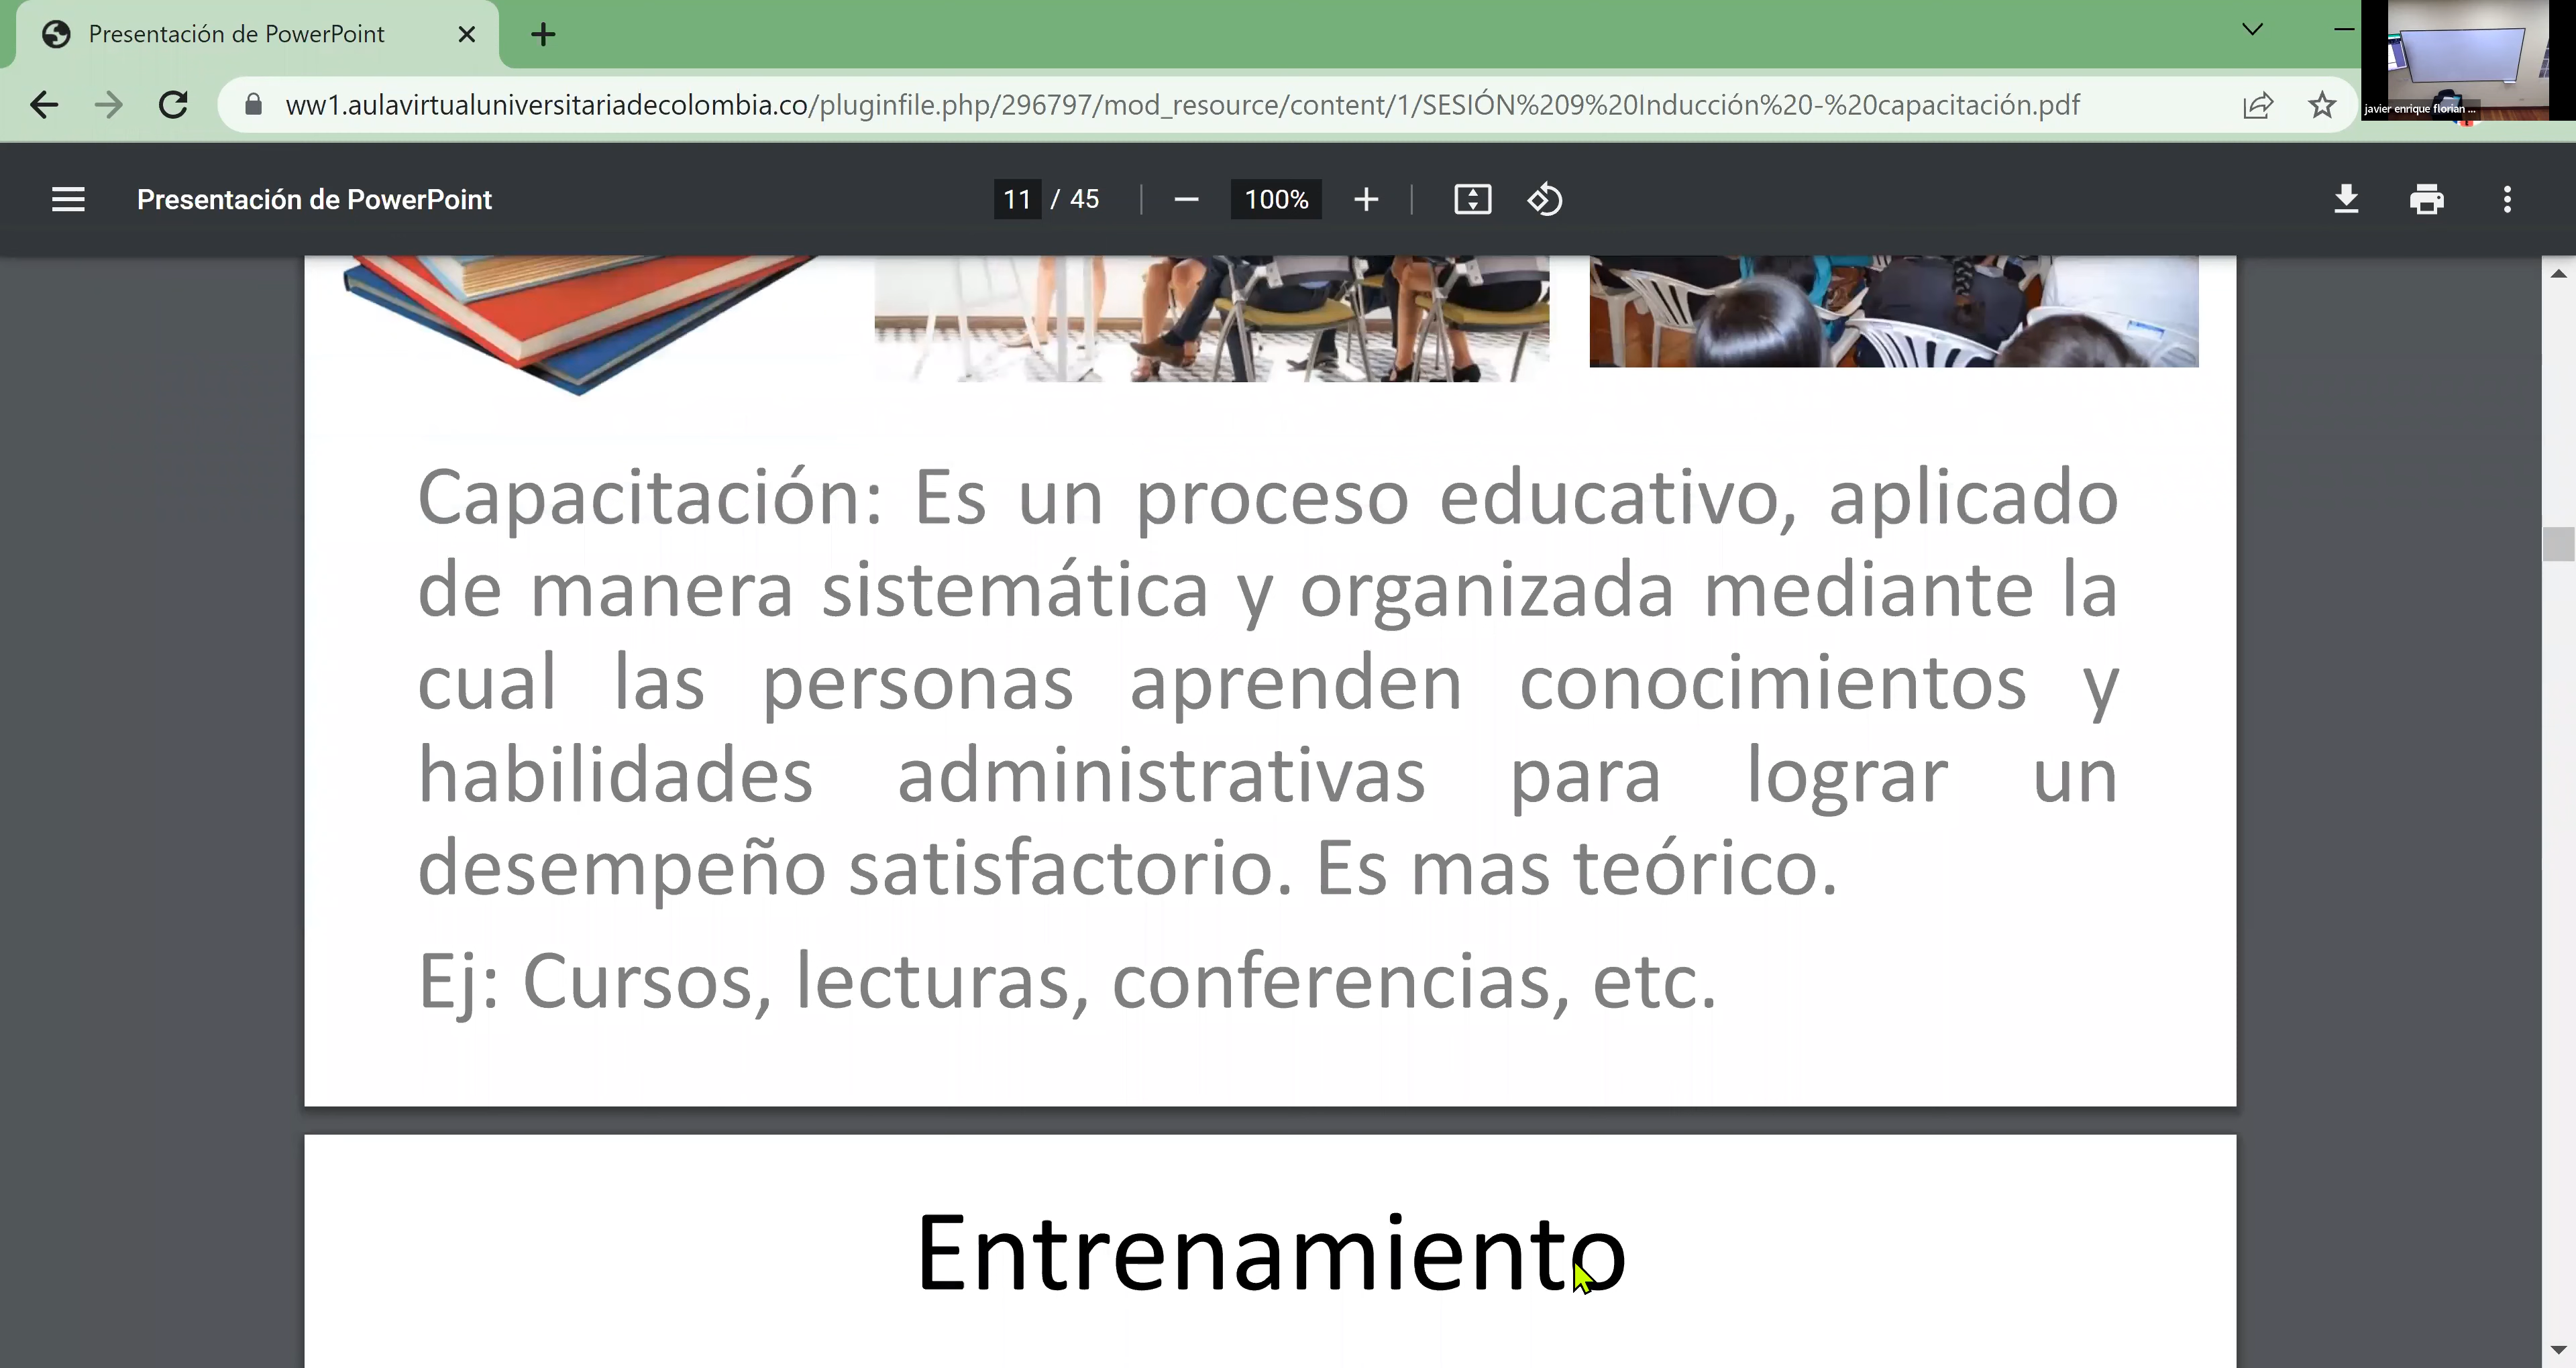 Presentación de PowerPoint
ww1.aulavirtualuniversitariadecolombia.co/pluginfile.php/296797/mod_resource/content/1/SESIÓN%209%20Inducción%20-%20capacitación.pdf
javier enrique florian ...
Presentación de PowerPoint
11 / 45
100%
Capacitación: Es un proceso educativo, aplicado
de manera sistemática y organizada mediante la
cual las personas aprenden conocimientos y
habilidades administrativas para lograr un
desempeño satisfactorio. Es mas teórico.
Ej: Cursos, lecturas, conferencias, etc.
Entrenamiento